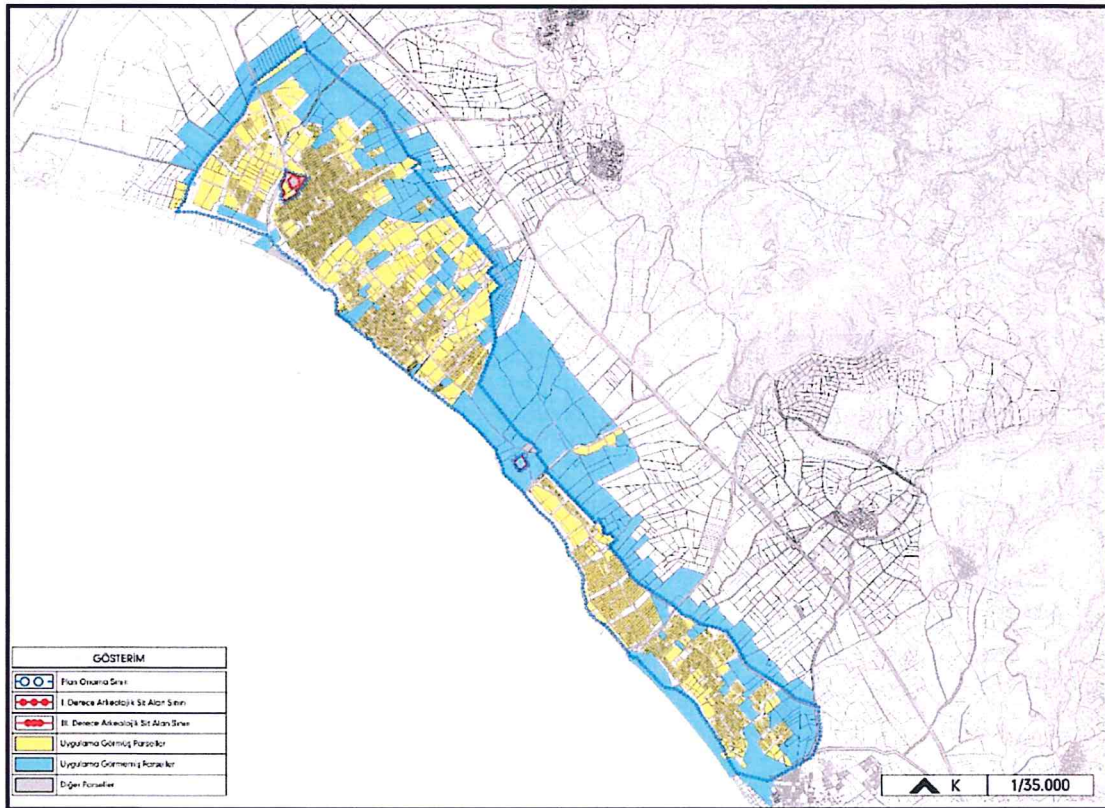 GÖSTERİM
Plan Onama Sınırı
I. Derece Arkeolojik Sit Alan Sınırı
III. Derece Arkeolojik Sit Alan Sınırı
Uygulama Görmüş Parseller
Uygulama Görmemiş Parseller
Diğer Parseller
K 1/35.000